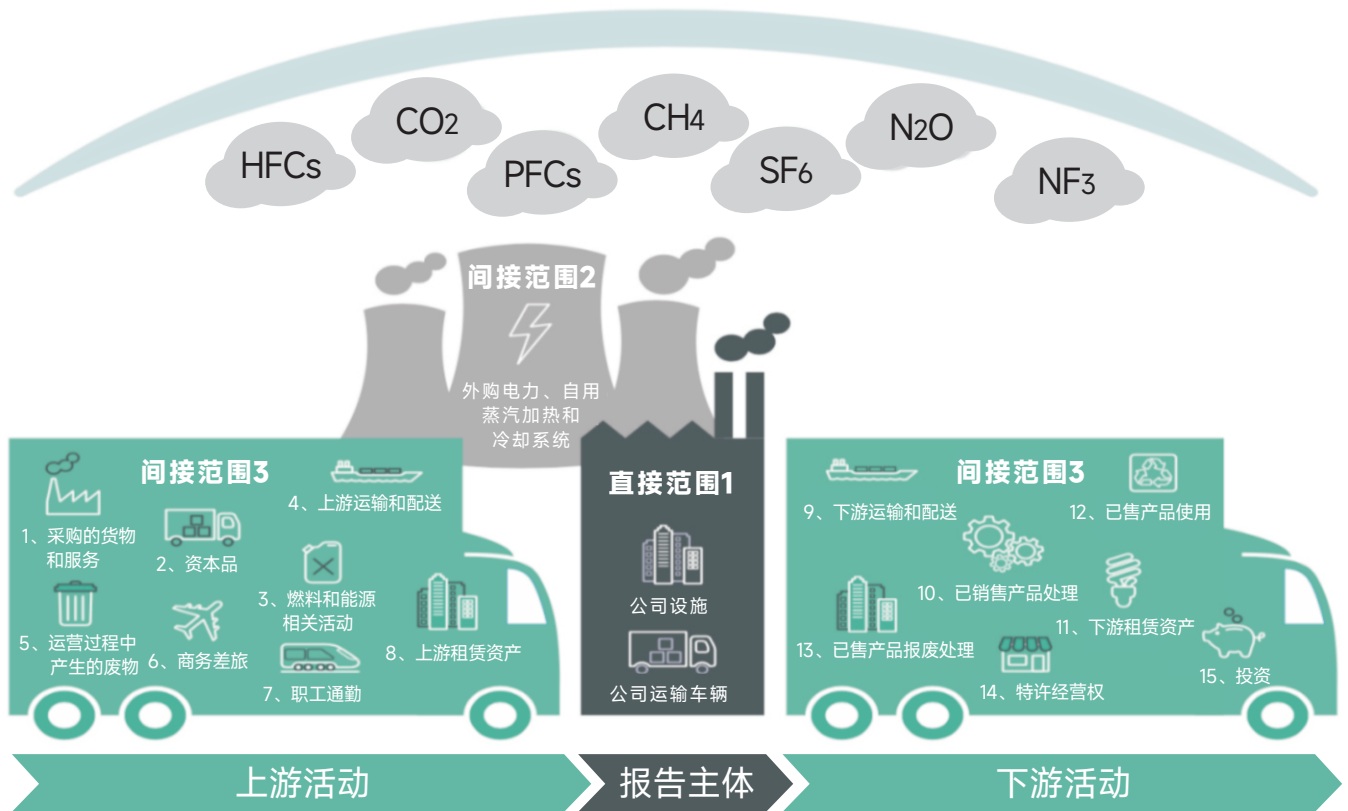 HFCs
CO2
PFCs
CH4
SF6
N2O
NF3
间接范围2
外购电力、自用
蒸汽加热和
冷却系统
间接范围3
1、采购的货物
和服务
2、资本品
3、燃料和能源
相关活动
4、上游运输和配送
5、运营过程中
产生的废物
6、商务差旅
7、职工通勤
8、上游租赁资产
直接范围1
公司设施
公司运输车辆
间接范围3
9、下游运输和配送
10、已销售产品处理
11、下游租赁资产
12、已售产品使用
13、已售产品报废处理
14、特许经营权
15、投资
上游活动
报告主体
下游活动